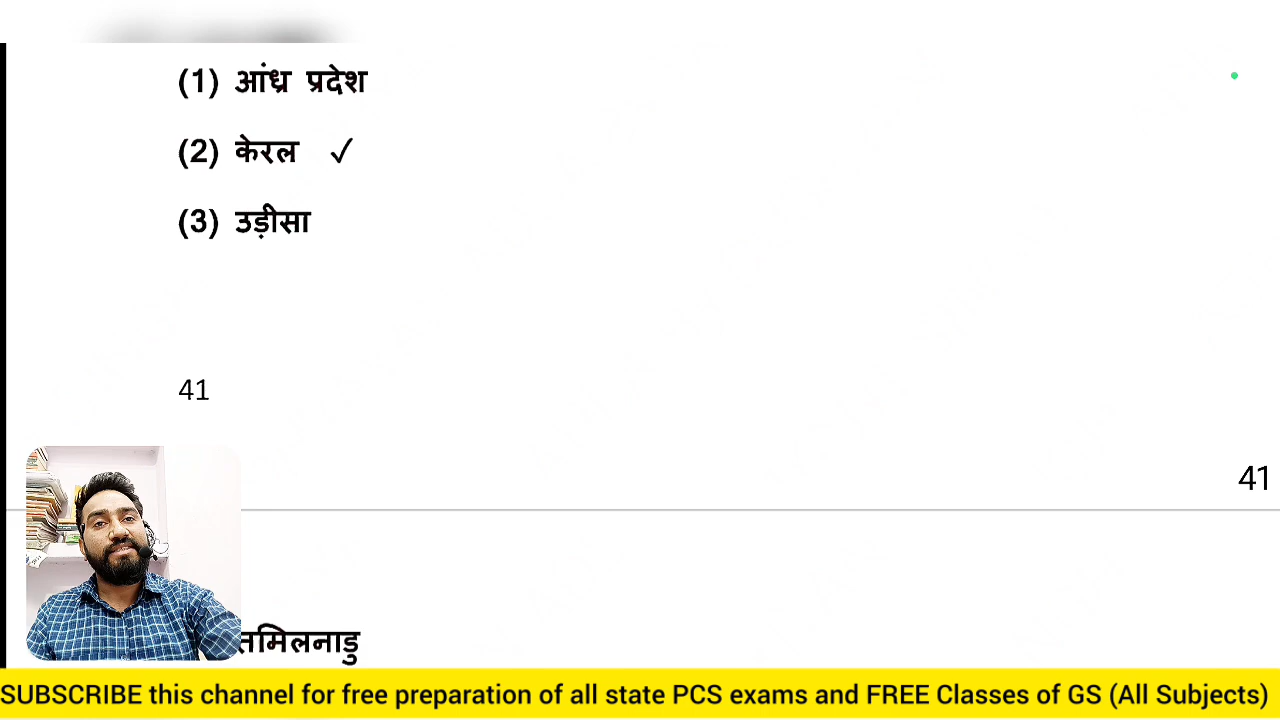 (1) आंध्र प्रदेश
(2) केरल ✓
(3) उड़ीसा
41
41
तमिलनाडु
SUBSCRIBE this channel for free preparation of all state PCS exams and FREE Classes of GS (All Subjects)